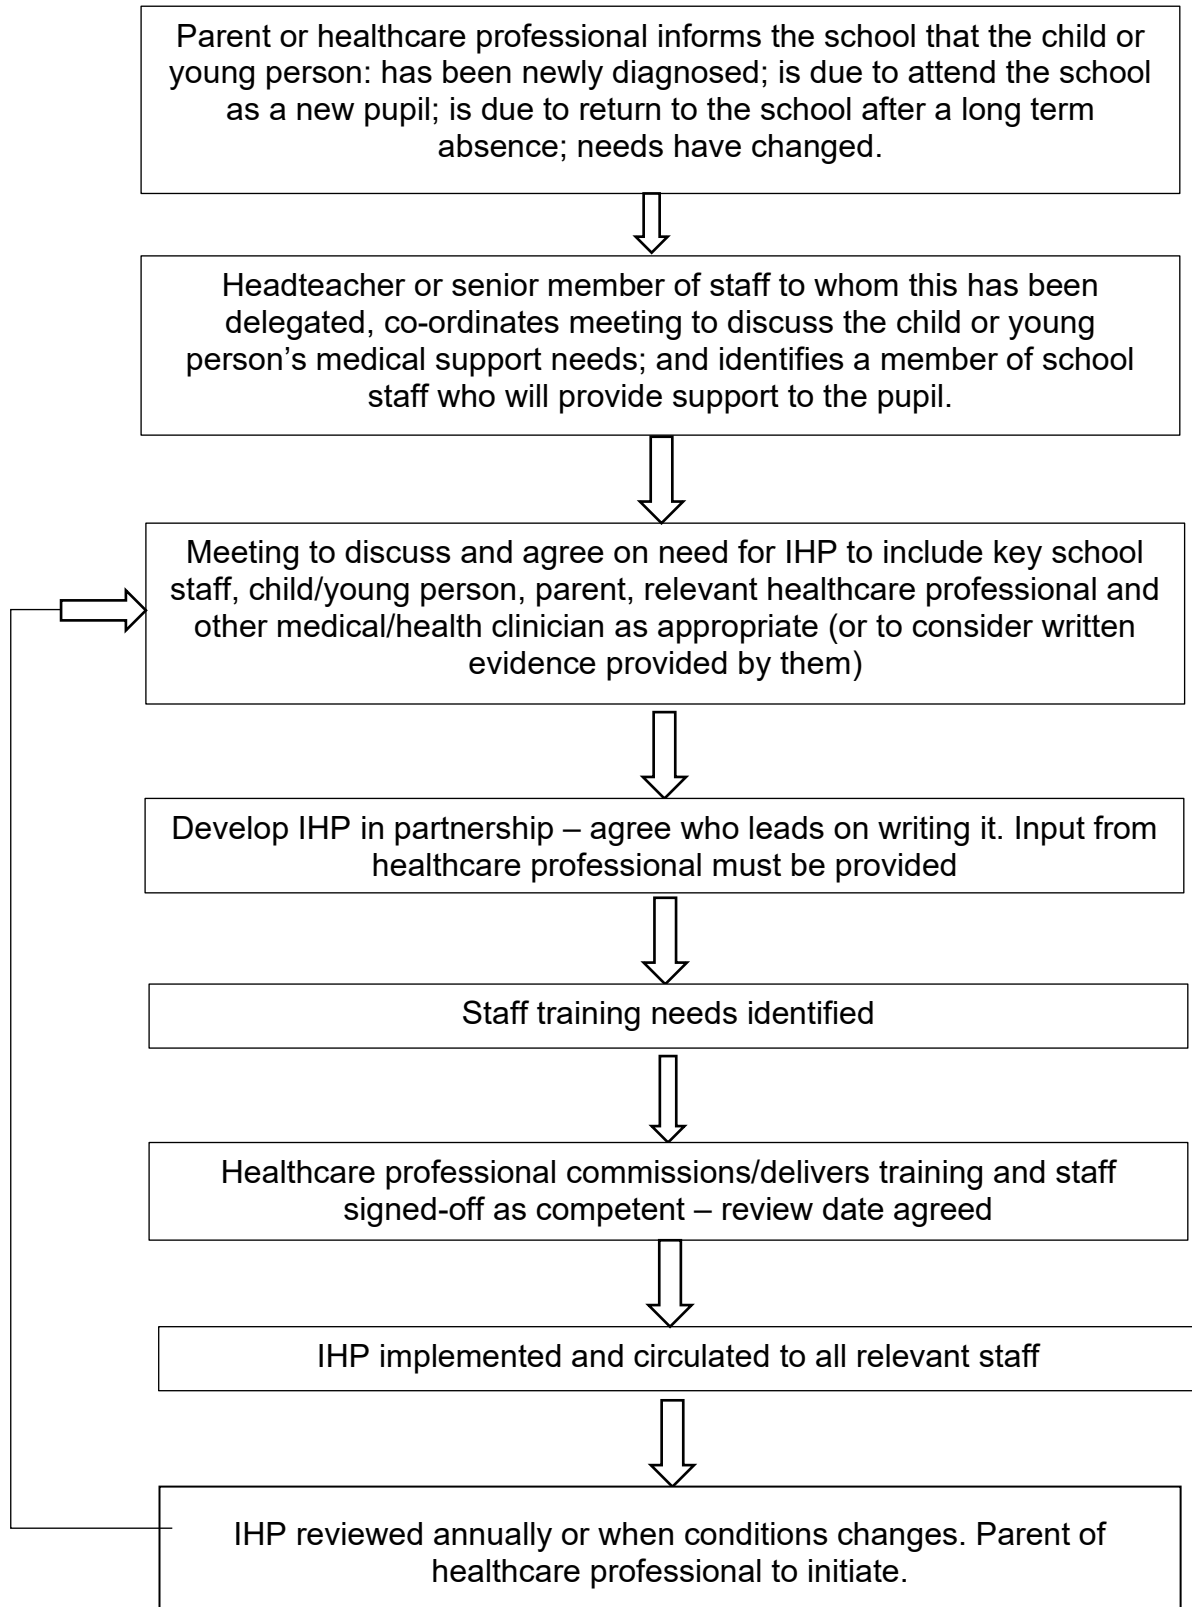 Parent or healthcare professional informs the school that the child or
young person: has been newly diagnosed; is due to attend the school
as a new pupil; is due to return to the school after a long term
absence; needs have changed.
Headteacher or senior member of staff to whom this has been
delegated, co-ordinates meeting to discuss the child or young
person’s medical support needs; and identifies a member of school
staff who will provide support to the pupil.
Meeting to discuss and agree on need for IHP to include key school
staff, child/young person, parent, relevant healthcare professional and
other medical/health clinician as appropriate (or to consider written
evidence provided by them)
Develop IHP in partnership – agree who leads on writing it. Input from
healthcare professional must be provided
Staff training needs identified
Healthcare professional commissions/delivers training and staff
signed-off as competent – review date agreed
IHP implemented and circulated to all relevant staff
IHP reviewed annually or when conditions changes. Parent of
healthcare professional to initiate.